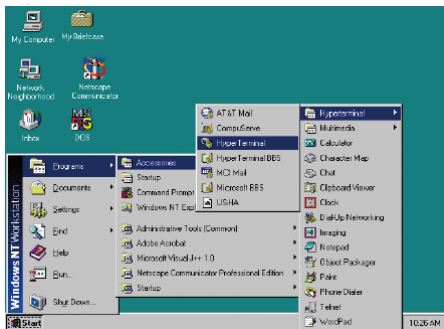 My Computer
My Briefcase
Network
Neighborhood
Netscape
Communicator
Inbox
MS
DOS
Windows NT Workstation
Programs
Documents
Settings
Find
Help
Run...
Shut Down...
Accessories
Startup
Command Prompt
Windows NT Expl
Administrative Tools (Common)
Adobe Acrobat
Microsoft Visual J++ 1.0
Netscape Communicator Professional Edition
Startup
AT&T Mail
CompuServe
HyperTerminal
HyperTerminal BBS
MCI Mail
Microsoft BBS
USHA
Hyperterminal
Multimedia
Calculator
Character Map
Chat
Clipboard Viewer
Clock
Dial-Up Networking
Imaging
Notepad
Object Packager
Paint
Phone Dialer
Telnet
WordPad
Start
10:26 AM